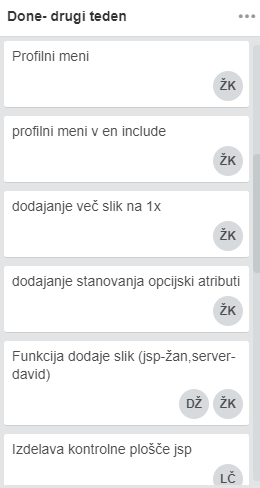 Done- drugi teden
Profilni meni
ŽK
profilni meni v en include
ŽK
dodajanje več slik na 1x
ŽK
dodajanje stanovanja opcijski atributi
ŽK
Funkcija dodaje slik (jsp-žan,server-
david)
DŽ ŽK
Izdelava kontrolne plošče jsp
LČ